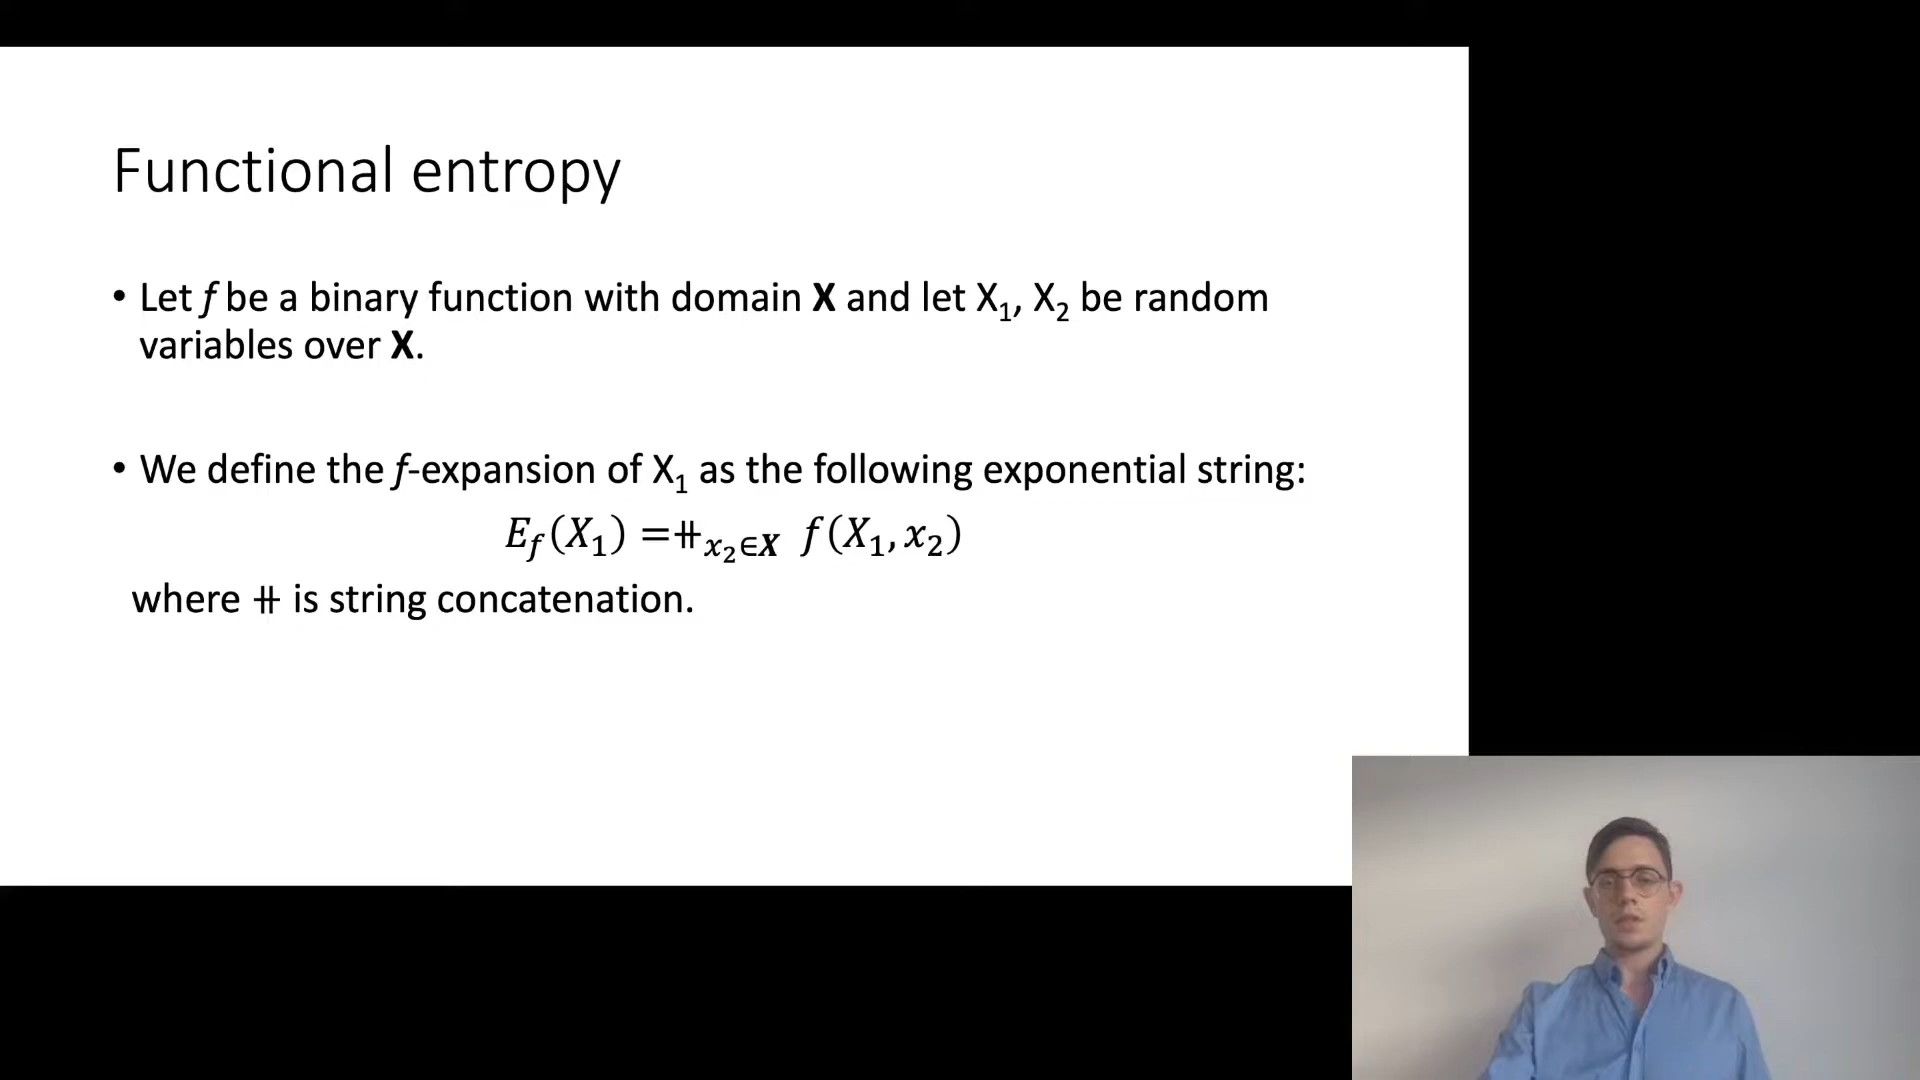 Functional entropy
• Let f be a binary function with domain X and let X₁, X₂ be random
variables over X.
• We define the f-expansion of X₁ as the following exponential string:
E_f(X₁) =⧺_{x₂∈X} f(X₁, x₂)
where ⧺ is string concatenation.